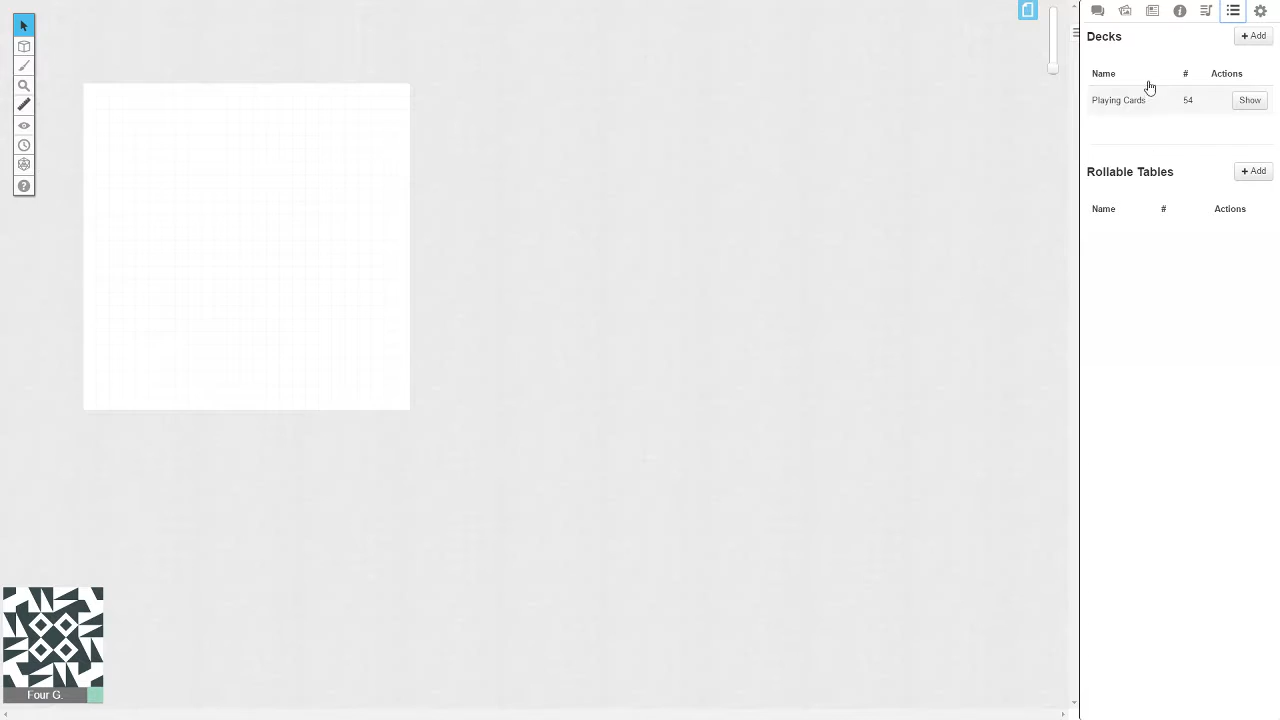 Decks
+ Add
Name # Actions
Playing Cards 54 Show
Rollable Tables
+ Add
Name # Actions
Four G.